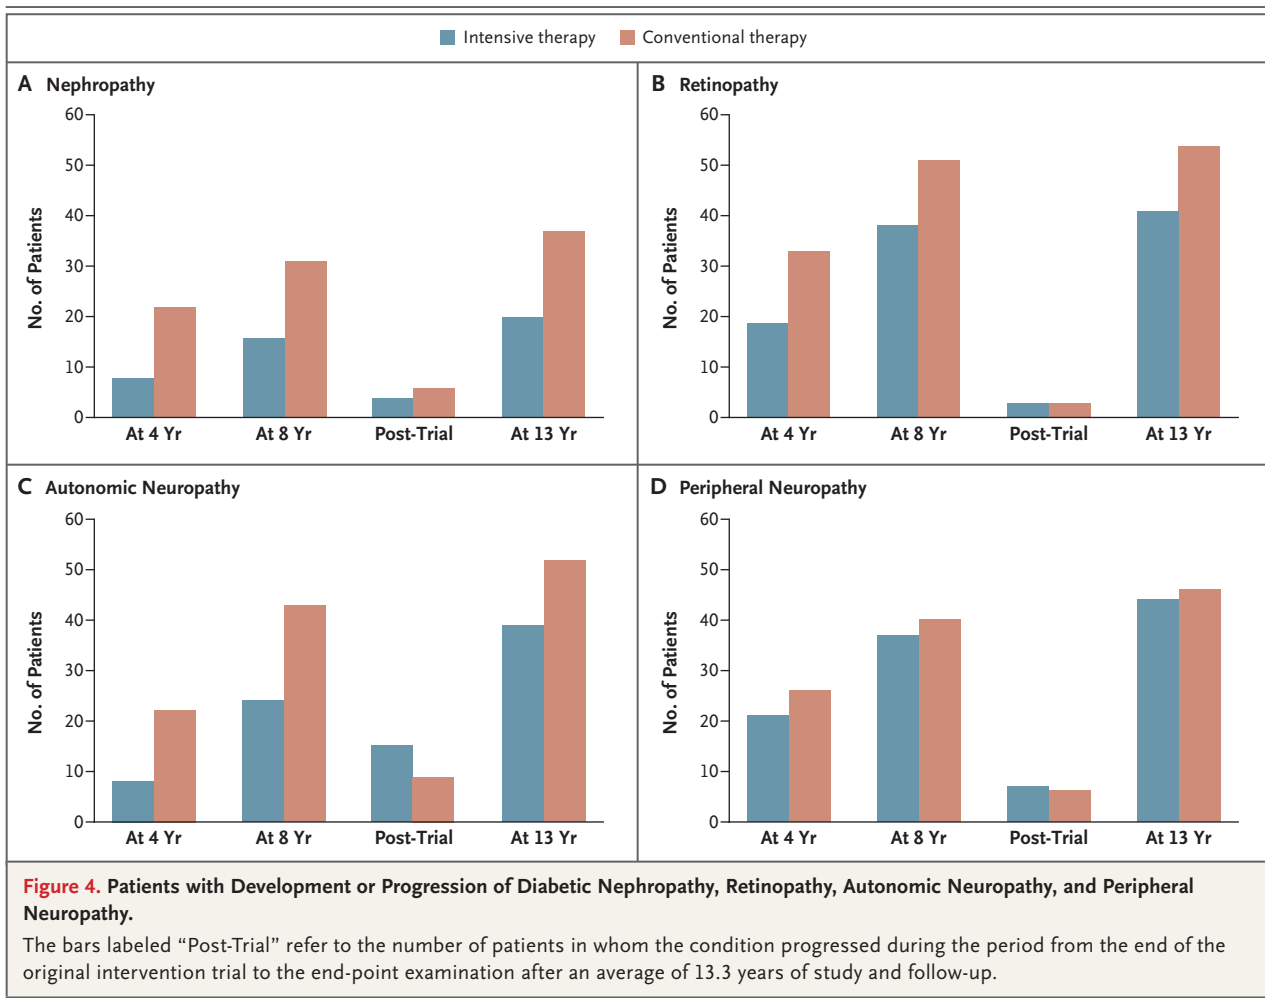 Intensive therapy Conventional therapy
A Nephropathy
60
50
40
30
20
10
0
No. of Patients
At 4 Yr At 8 Yr Post-Trial At 13 Yr
B Retinopathy
60
50
40
30
20
10
0
No. of Patients
At 4 Yr At 8 Yr Post-Trial At 13 Yr
C Autonomic Neuropathy
60
50
40
30
20
10
0
No. of Patients
At 4 Yr At 8 Yr Post-Trial At 13 Yr
D Peripheral Neuropathy
60
50
40
30
20
10
0
No. of Patients
At 4 Yr At 8 Yr Post-Trial At 13 Yr
Figure 4. Patients with Development or Progression of Diabetic Nephropathy, Retinopathy, Autonomic Neuropathy, and Peripheral
Neuropathy.
The bars labeled “Post-Trial” refer to the number of patients in whom the condition progressed during the period from the end of the
original intervention trial to the end-point examination after an average of 13.3 years of study and follow-up.